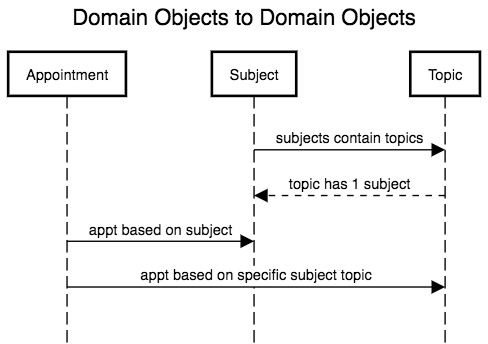 Domain Objects to Domain Objects
Appointment
Subject
Topic
subjects contain topics
topic has 1 subject
appt based on subject
appt based on specific subject topic